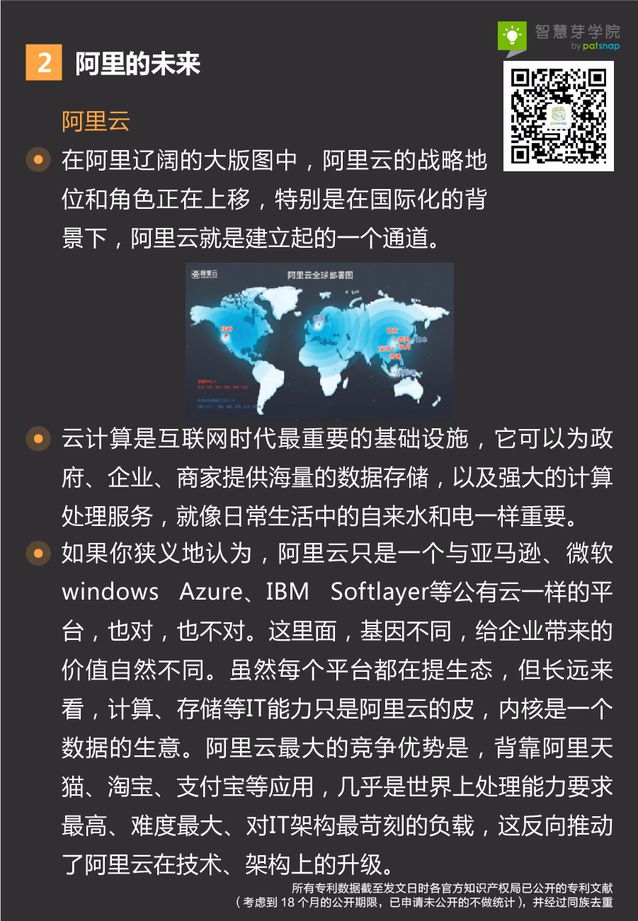 智慧芽学院
by patsnap
2 阿里的未来
阿里云
在阿里辽阔的大版图中，阿里云的战略地
位和角色正在上移，特别是在国际化的背
景下，阿里云就是建立起的一个通道。
阿里云
阿里云全球部署图
云计算是互联网时代最重要的基础设施，它可以为政
府、企业、商家提供海量的数据存储，以及强大的计算
处理服务，就像日常生活中的自来水和电一样重要。
如果你狭义地认为，阿里云只是一个与亚马逊、微软
windows Azure、IBM Softlayer等公有云一样的平
台，也对，也不对。这里面，基因不同，给企业带来的
价值自然不同。虽然每个平台都在提生态，但长远来
看，计算、存储等IT能力只是阿里云的皮，内核是一个
数据的生意。阿里云最大的竞争优势是，背靠阿里天
猫、淘宝、支付宝等应用，几乎是世界上处理能力要求
最高、难度最大、对IT架构最苛刻的负载，这反向推动
了阿里云在技术、架构上的升级。
所有专利数据截至发文日时各官方知识产权局已公开的专利文献
（考虑到 18 个月的公开期限，已申请未公开的不做统计），并经过同族去重